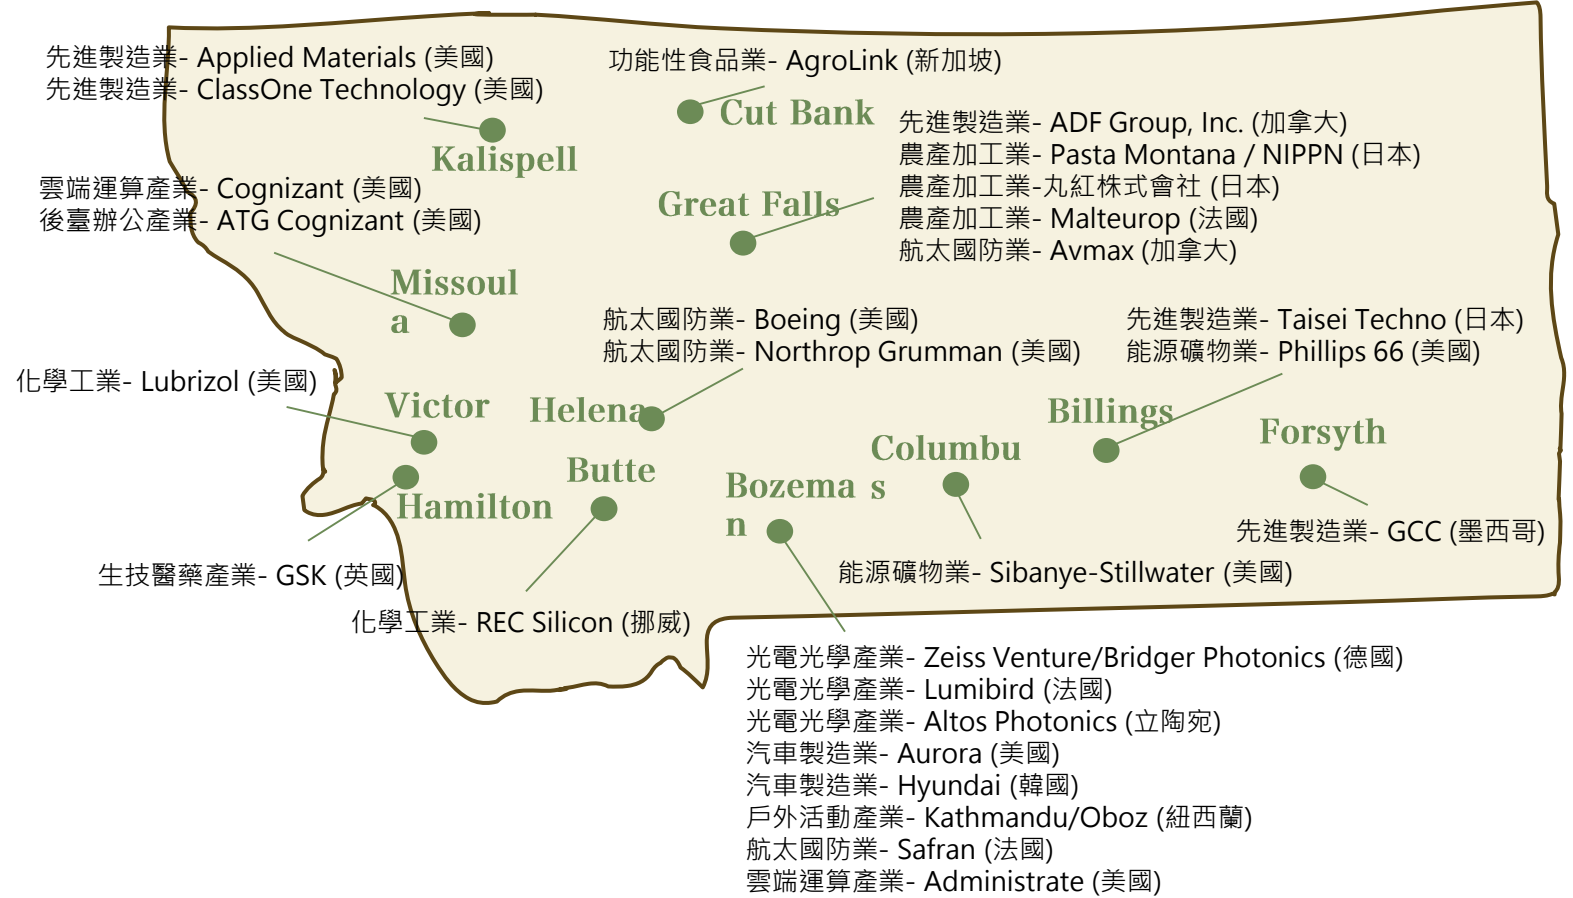 先進製造業- Applied Materials (美國)
先進製造業- ClassOne Technology (美國)
Kalispell
功能性食品業- AgroLink (新加坡)
Cut Bank
先進製造業- ADF Group, Inc. (加拿大)
農產加工業- Pasta Montana / NIPPN (日本)
農產加工業-丸紅株式會社 (日本)
農產加工業- Malteurop (法國)
航太國防業- Avmax (加拿大)
Great Falls
雲端運算產業- Cognizant (美國)
後臺辦公產業- ATG Cognizant (美國)
Missoul
a
航太國防業- Boeing (美國)
航太國防業- Northrop Grumman (美國)
Helena
先進製造業- Taisei Techno (日本)
能源礦物業- Phillips 66 (美國)
Billings
化學工業- Lubrizol (美國)
Victor
Hamilton
生技醫藥產業- GSK (英國)
Butte
化學工業- REC Silicon (挪威)
Columbu
s
能源礦物業- Sibanye-Stillwater (美國)
Forsyth
先進製造業- GCC (墨西哥)
Bozema
n
光電光學產業- Zeiss Venture/Bridger Photonics (德國)
光電光學產業- Lumibird (法國)
光電光學產業- Altos Photonics (立陶宛)
汽車製造業- Aurora (美國)
汽車製造業- Hyundai (韓國)
戶外活動產業- Kathmandu/Oboz (紐西蘭)
航太國防業- Safran (法國)
雲端運算產業- Administrate (美國)